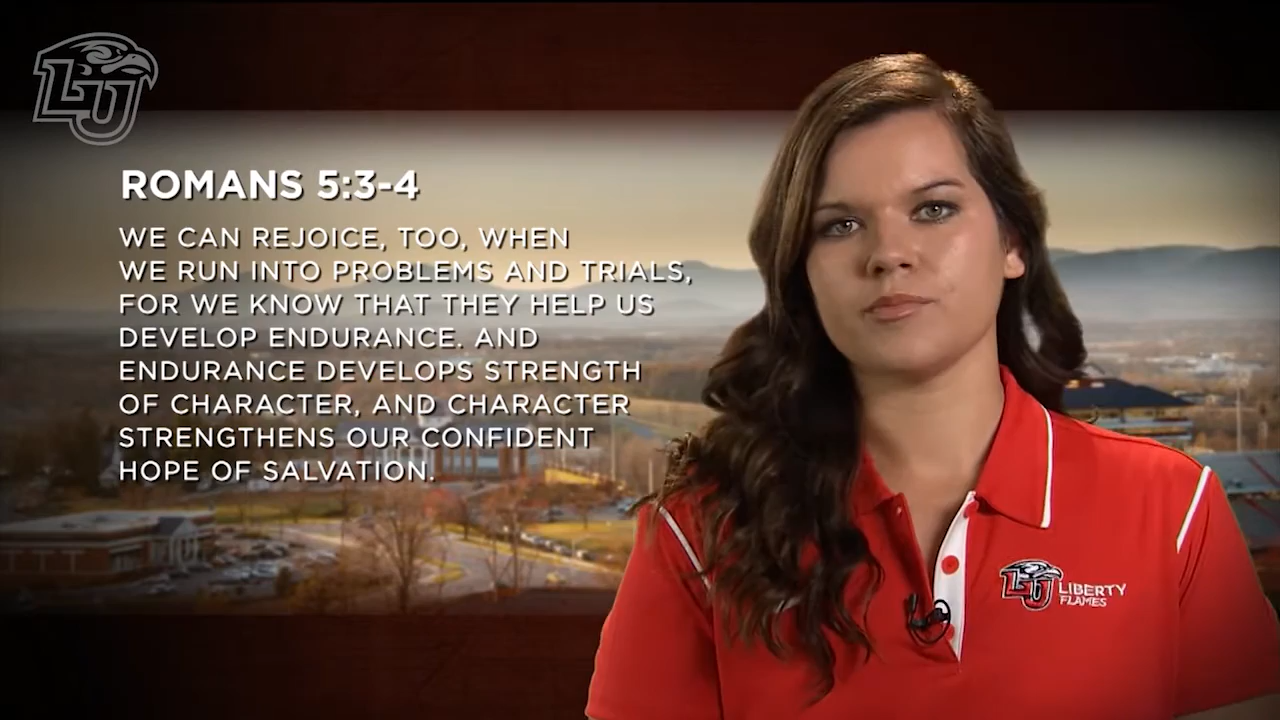 LU
ROMANS 5:3-4
WE CAN REJOICE, TOO, WHEN
WE RUN INTO PROBLEMS AND TRIALS,
FOR WE KNOW THAT THEY HELP US
DEVELOP ENDURANCE. AND
ENDURANCE DEVELOPS STRENGTH
OF CHARACTER, AND CHARACTER
STRENGTHENS OUR CONFIDENT
HOPE OF SALVATION.
LU LIBERTY
FLAMES